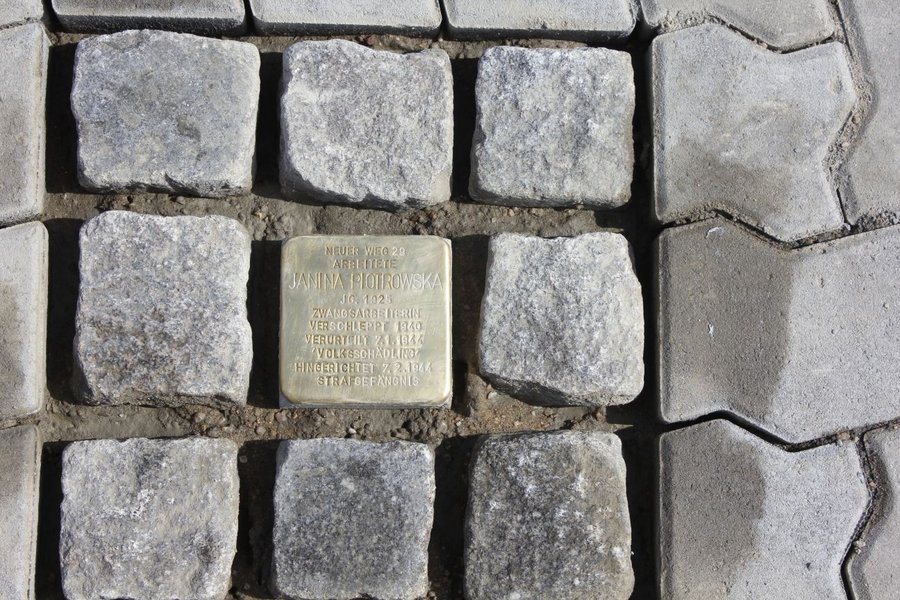 NEUER WEG 29
ARBEITETE
JANINA PIOTROWSKA
JG. 1925
ZWANGSARBEITERIN
VERSCHLEPPT 1940
VERURTEILT 7.1.1944
'VOLKSSCHÄDLING'
HINGERICHTET 7.2.1944
STRAFGEFÄNGNIS